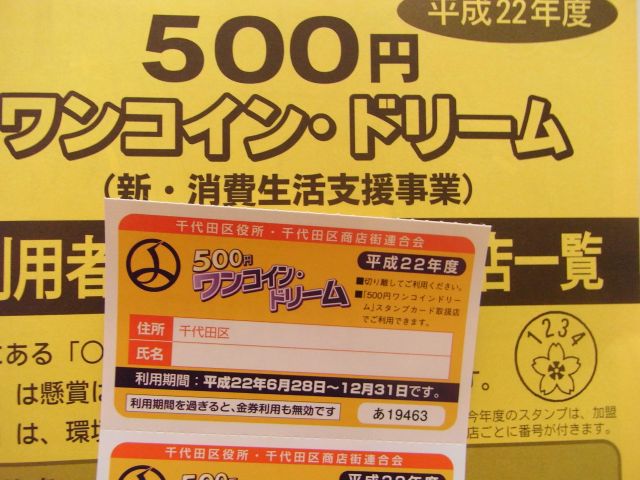 平成22年度
500円
ワンコイン・ドリーム
(新・消費生活支援事業)
利用者
店一覧
千代田区役所・千代田区商店街連合会
500円
ワンコイン・
ドリーム
平成22年度
■切り離してご利用ください。
■「500円ワンコインドリー
ム」スタンプカード取扱店
でご利用できます。
住所 千代田区
氏名
利用期間:平成22年6月28日～12月31日です。
利用期間を過ぎると、金券利用も無効です
あ19463
1234
にある「〇
は懸賞
す。
は、環境
今年度のスタンプは、加盟
店ごとに番号が付きます。
千代田区役所・千代田区商店街連合会
500円
平成22年度